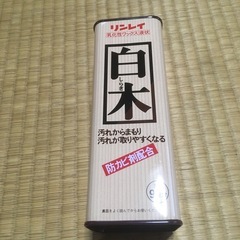 リンレイ
乳化性ワックス液状
白木
しらき
汚れからまもり
汚れが取りやすくなる
防カビ剤配合